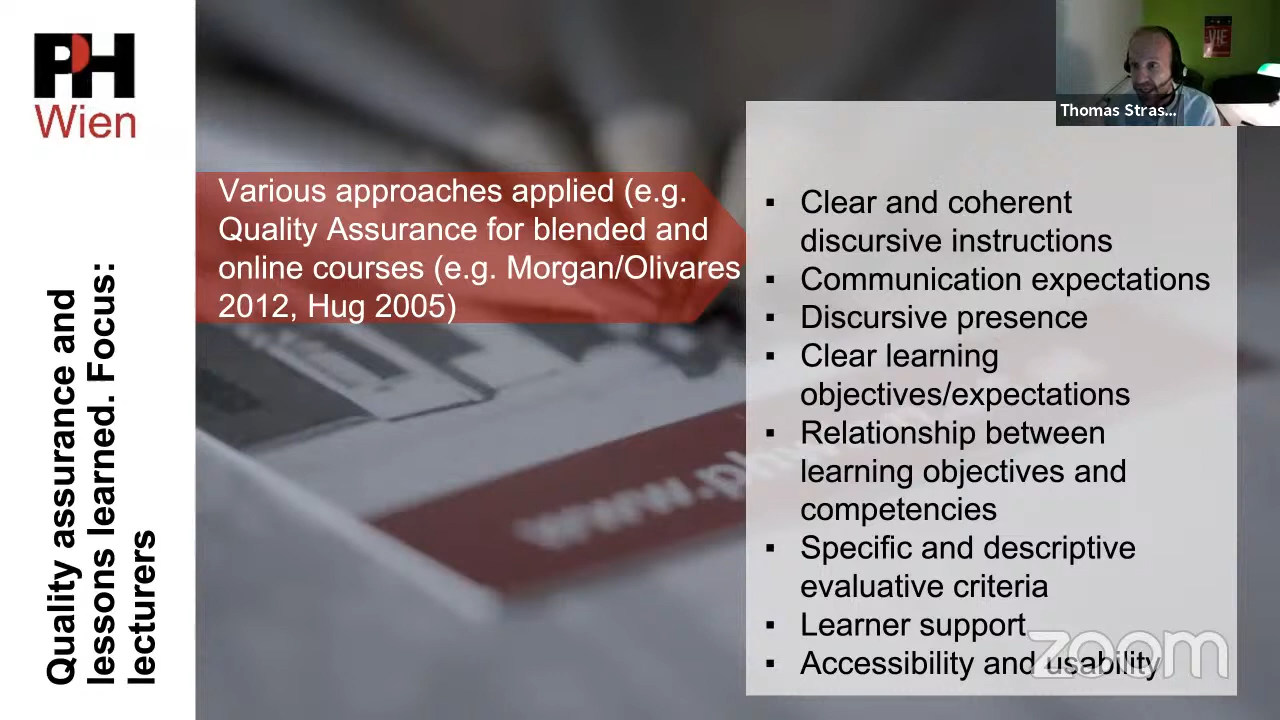 PH
Wien
Quality assurance and
lessons learned. Focus:
lecturers
Various approaches applied (e.g.
Quality Assurance for blended and
online courses (e.g. Morgan/Olivares
2012, Hug 2005)
VIE
Thomas Stras...
▪ Clear and coherent
discursive instructions
▪ Communication expectations
▪ Discursive presence
▪ Clear learning
objectives/expectations
▪ Relationship between
learning objectives and
competencies
▪ Specific and descriptive
evaluative criteria
▪ Learner support
▪ Accessibility and usability
zoom